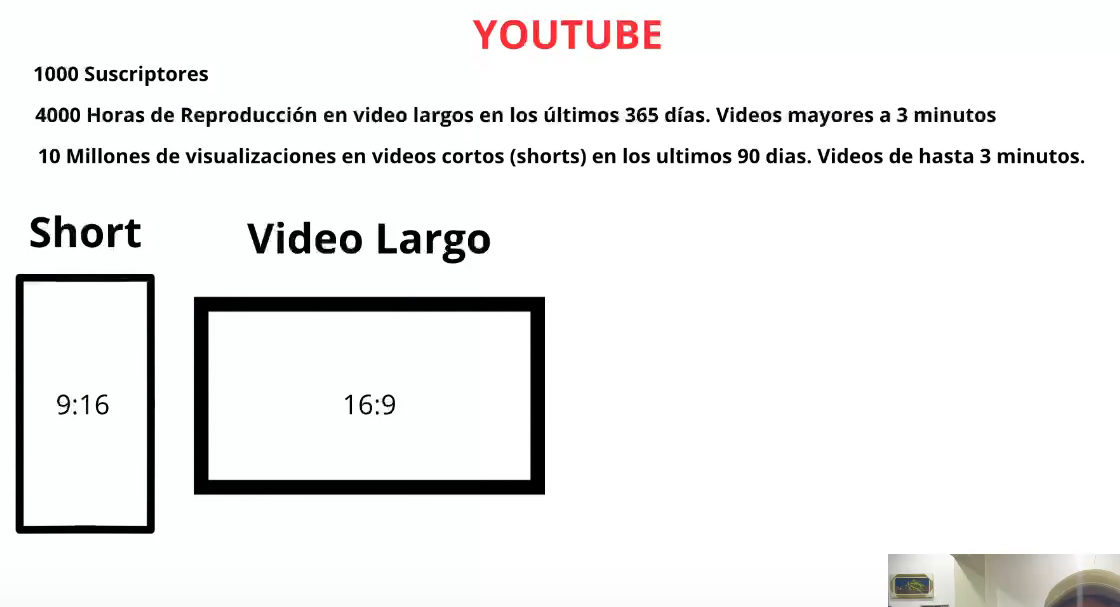 YOUTUBE
1000 Suscriptores
4000 Horas de Reproducción en video largos en los últimos 365 días. Videos mayores a 3 minutos
10 Millones de visualizaciones en videos cortos (shorts) en los ultimos 90 dias. Videos de hasta 3 minutos.
Short
Video Largo
9:16
16:9